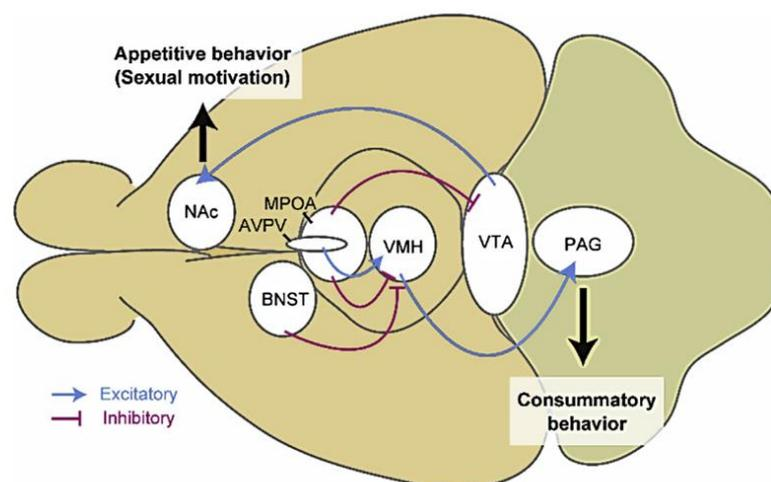 Appetitive behavior
(Sexual motivation)
NAc
MPOA
AVPV
VMH
VTA
PAG
BNST
Excitatory
Inhibitory
Consummatory
behavior